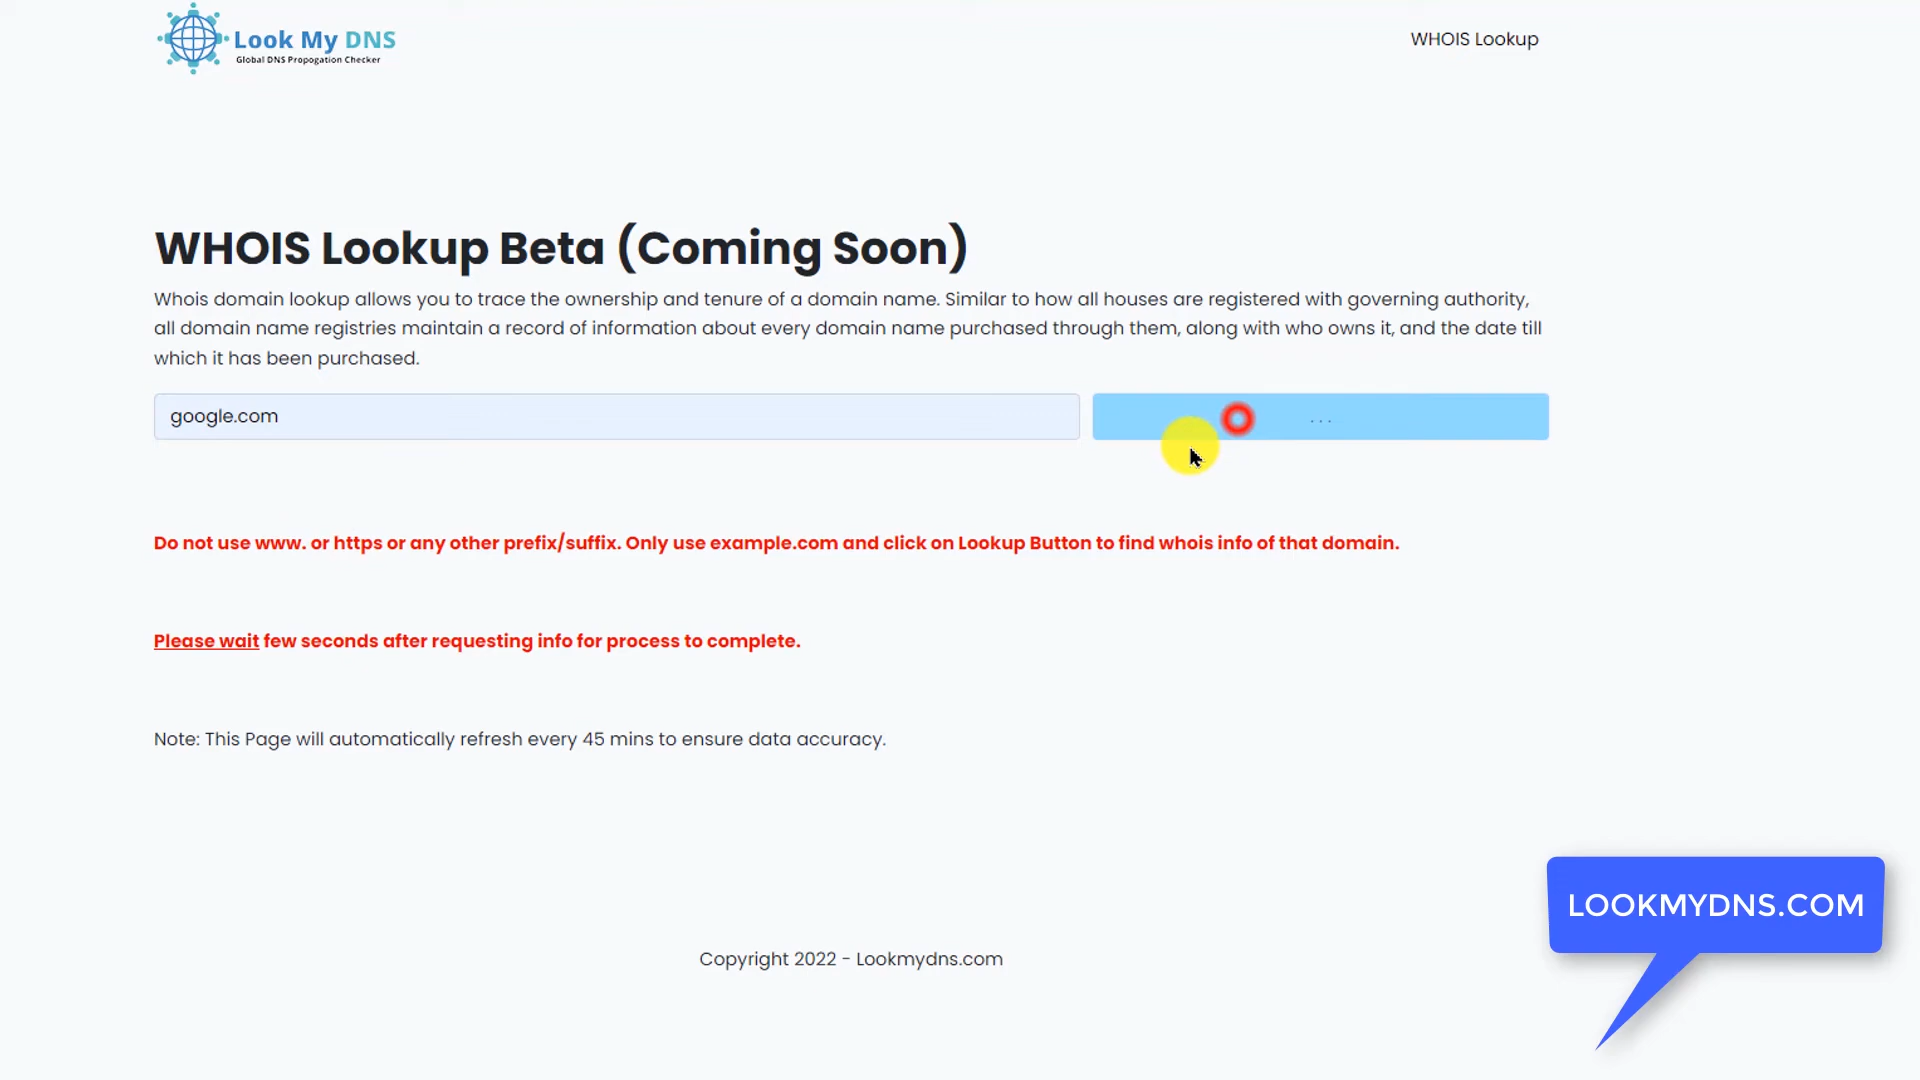 Look My DNS
Global DNS Propogation Checker
WHOIS Lookup
WHOIS Lookup Beta (Coming Soon)
Whois domain lookup allows you to trace the ownership and tenure of a domain name. Similar to how all houses are registered with governing authority,
all domain name registries maintain a record of information about every domain name purchased through them, along with who owns it, and the date till
which it has been purchased.
google.com
...
Do not use www. or https or any other prefix/suffix. Only use example.com and click on Lookup Button to find whois info of that domain.
Please wait few seconds after requesting info for process to complete.
Note: This Page will automatically refresh every 45 mins to ensure data accuracy.
LOOKMYDNS.COM
Copyright 2022 - Lookmydns.com